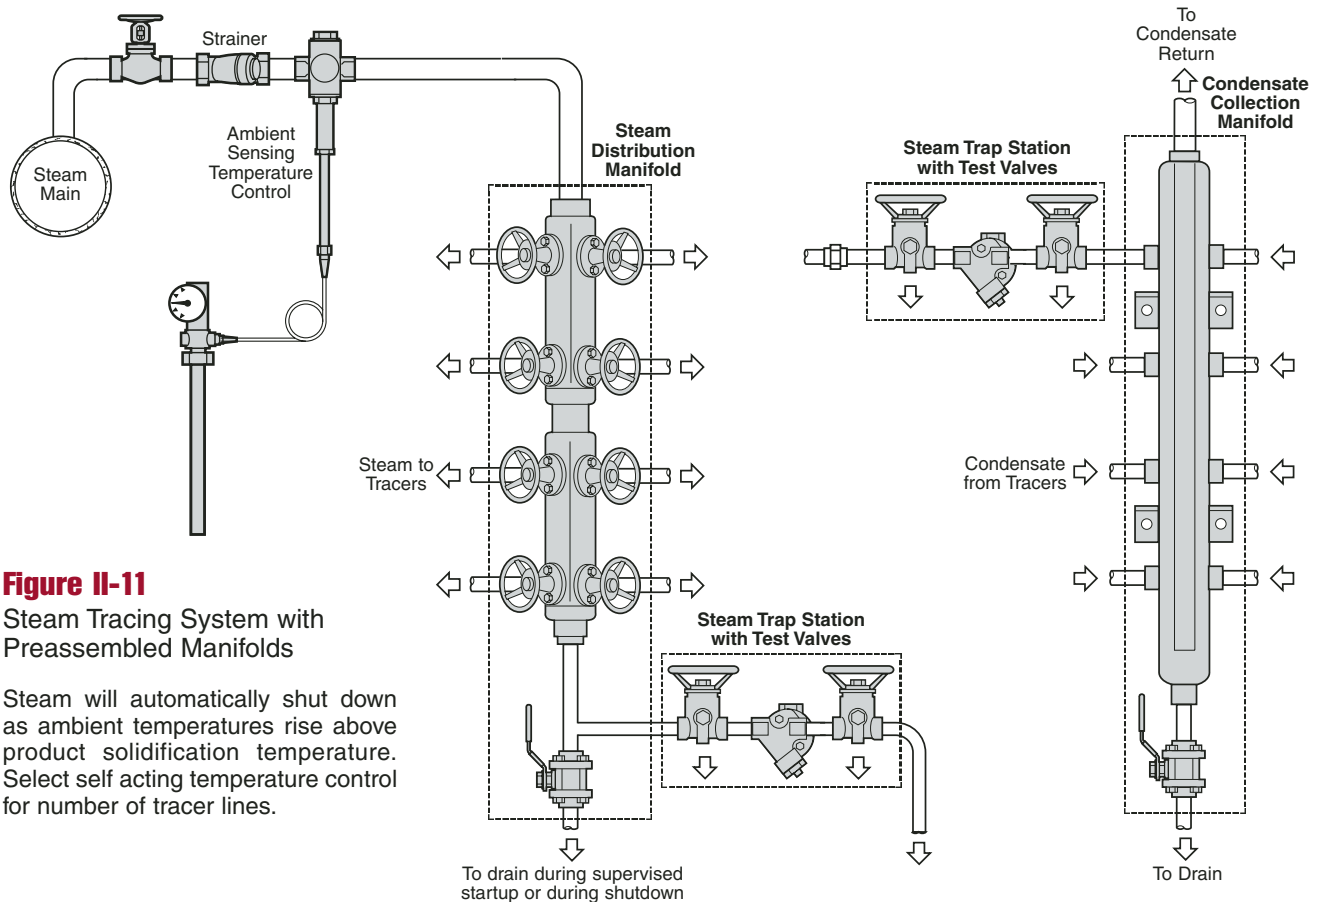 To
Condensate
Return
Strainer
Condensate
Collection
Manifold
Ambient
Sensing
Temperature
Control
Steam
Distribution
Manifold
Steam Trap Station
with Test Valves
Steam
Main
Steam to
Tracers
Condensate
from Tracers
Figure II-11
Steam Tracing System with
Preassembled Manifolds
Steam will automatically shut down
as ambient temperatures rise above
product solidification temperature.
Select self acting temperature control
for number of tracer lines.
Steam Trap Station
with Test Valves
To drain during supervised
startup or during shutdown
To Drain